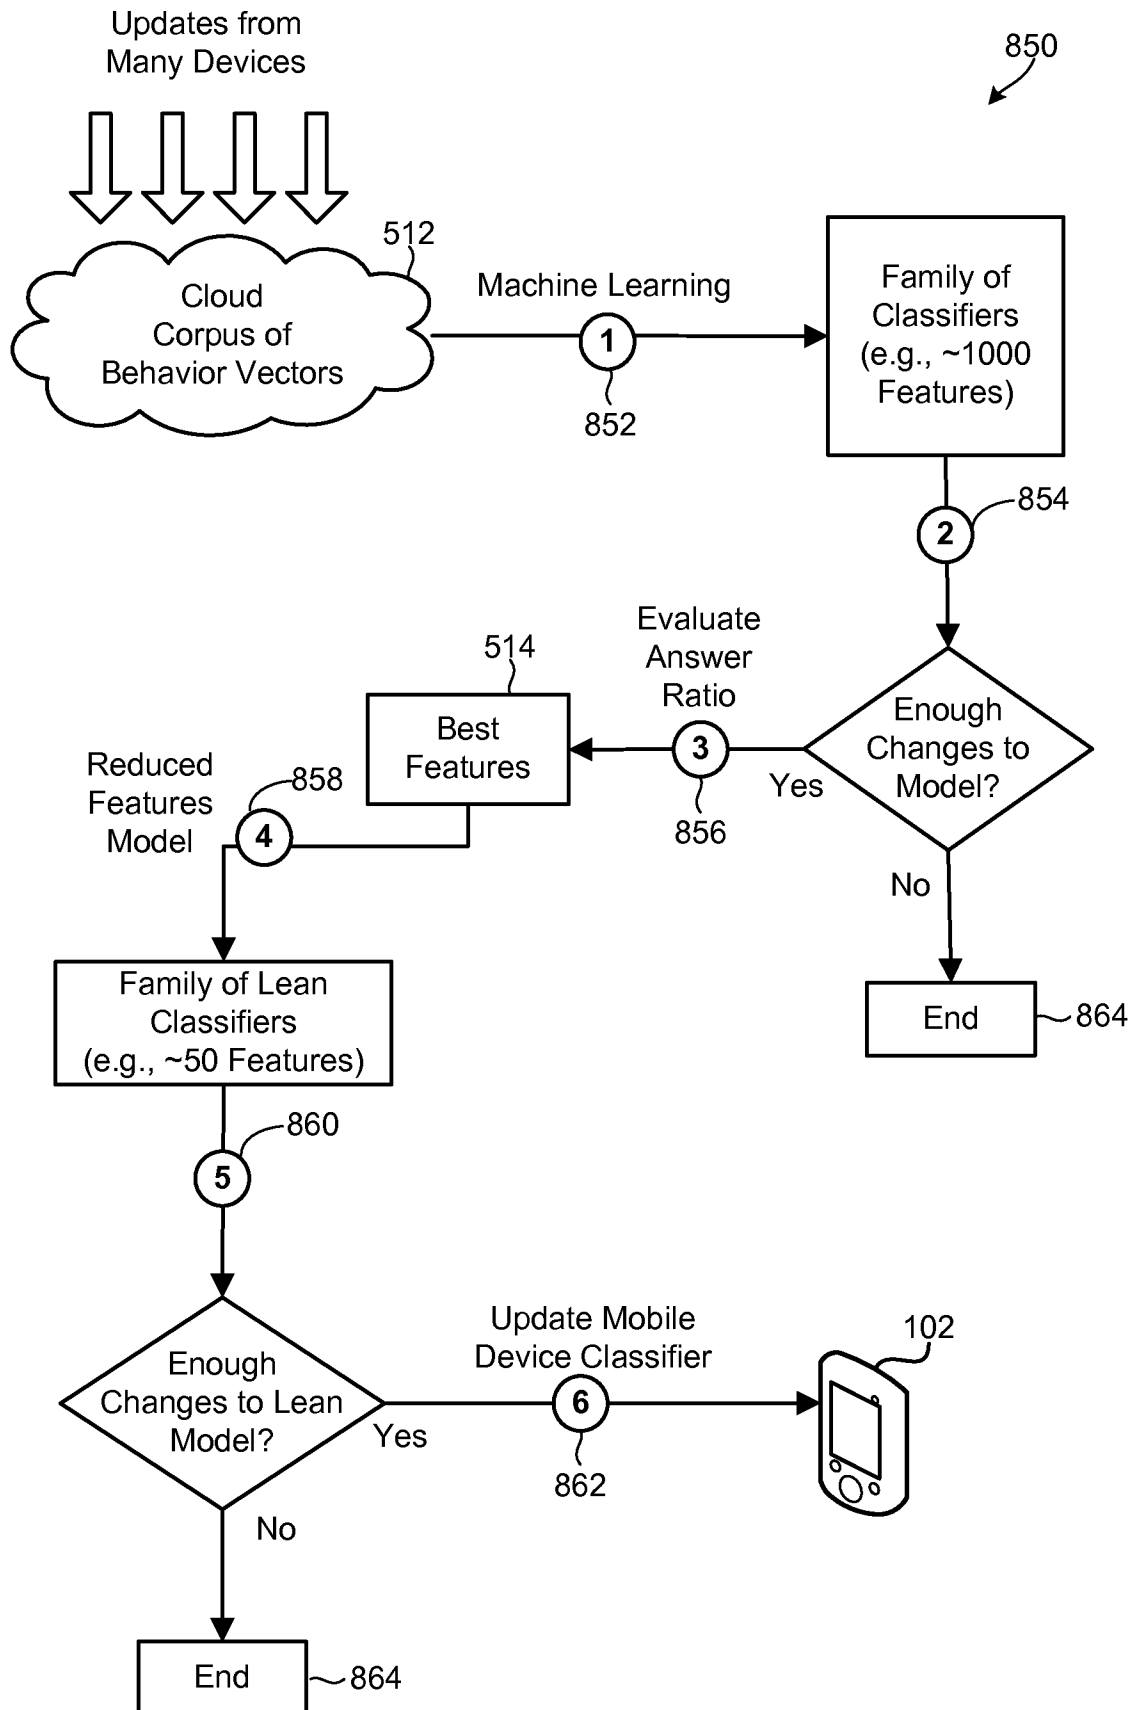 Updates from
Many Devices
850
512
Cloud
Corpus of
Behavior Vectors
Machine Learning
1
852
Family of
Classifiers
(e.g., ~1000
Features)
2
854
Evaluate
Answer
Ratio
3
856
514
Best
Features
Enough
Changes to
Model?
Yes
No
End
864
Reduced
Features
Model
858
4
Family of Lean
Classifiers
(e.g., ~50 Features)
860
5
Enough
Changes to Lean
Model?
Yes
Update Mobile
Device Classifier
6
862
102
No
End
864